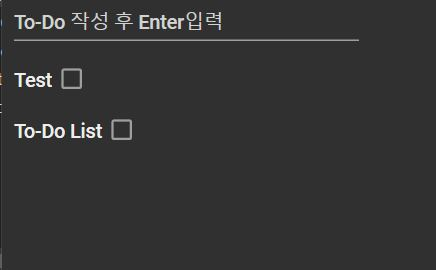 To-Do 작성 후 Enter입력
Test
To-Do List